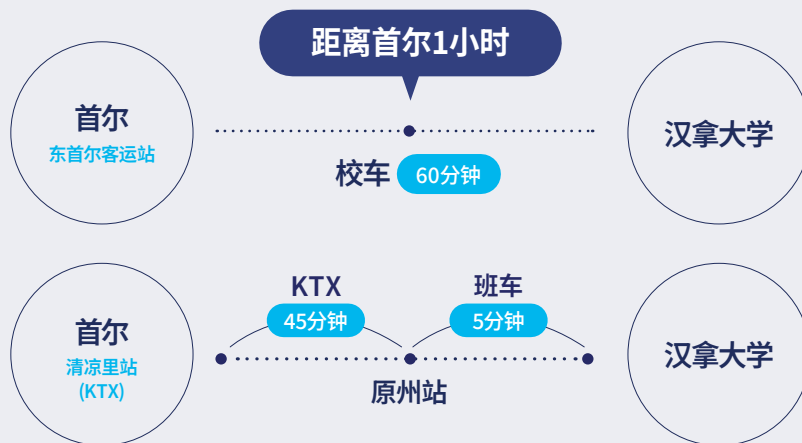 距离首尔1小时
首尔
东首尔客运站
校车 60分钟
汉拿大学
首尔
清凉里站
(KTX)
KTX
45分钟
班车
5分钟
原州站
汉拿大学